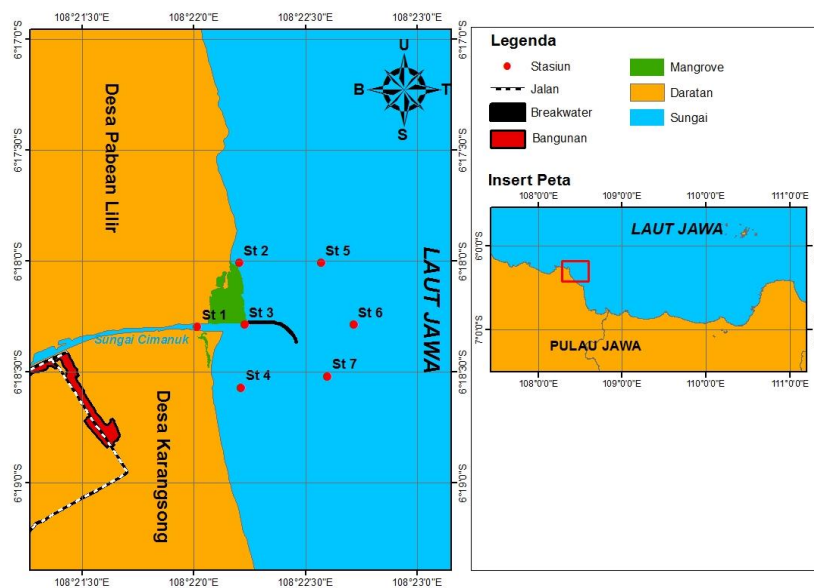 108°21'30"E 108°22'0"E 108°22'30"E 108°23'0"E
6°17'0"S 6°17'0"S
6°17'30"S 6°17'30"S
6°18'0"S 6°18'0"S
6°18'30"S 6°18'30"S
6°19'0"S 6°19'0"S
U
B T
S
Desa Pabean Lilir
St 2 St 5
LAUT JAWA
St 1 St 3 St 6
Sungai Cimanuk
St 7
St 4
Desa Karangsong
108°21'30"E 108°22'0"E 108°22'30"E 108°23'0"E
Legenda
Stasiun
Jalan
Breakwater
Bangunan
Mangrove
Daratan
Sungai
Insert Peta
108°0'0"E 109°0'0"E 110°0'0"E 111°0'0"E
6°0'0"S 6°0'0"S
LAUT JAWA
7°0'0"S 7°0'0"S
PULAU JAWA
108°0'0"E 109°0'0"E 110°0'0"E 111°0'0"E